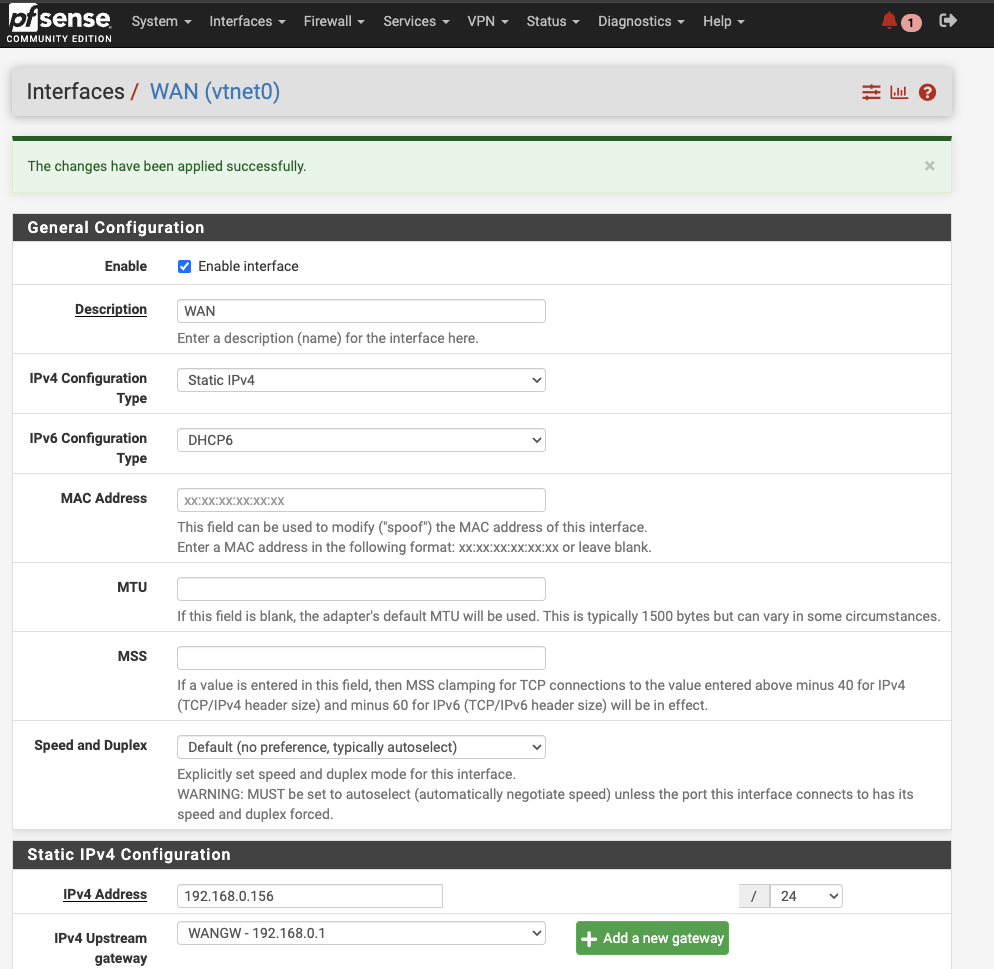 pfsense
COMMUNITY EDITION
System Interfaces Firewall Services VPN Status Diagnostics Help 1
Interfaces / WAN (vtnet0)
?
The changes have been applied successfully. ×
General Configuration
Enable Enable interface
Description WAN
Enter a description (name) for the interface here.
IPv4 Configuration Type Static IPv4
IPv6 Configuration Type DHCP6
MAC Address xx:xx:xx:xx:xx:xx
This field can be used to modify ("spoof") the MAC address of this interface.
Enter a MAC address in the following format: xx:xx:xx:xx:xx:xx or leave blank.
MTU
If this field is blank, the adapter's default MTU will be used. This is typically 1500 bytes but can vary in some circumstances.
MSS
If a value is entered in this field, then MSS clamping for TCP connections to the value entered above minus 40 for IPv4
(TCP/IPv4 header size) and minus 60 for IPv6 (TCP/IPv6 header size) will be in effect.
Speed and Duplex Default (no preference, typically autoselect)
Explicitly set speed and duplex mode for this interface.
WARNING: MUST be set to autoselect (automatically negotiate speed) unless the port this interface connects to has its
speed and duplex forced.
Static IPv4 Configuration
IPv4 Address 192.168.0.156 / 24
IPv4 Upstream gateway WANGW - 192.168.0.1 Add a new gateway